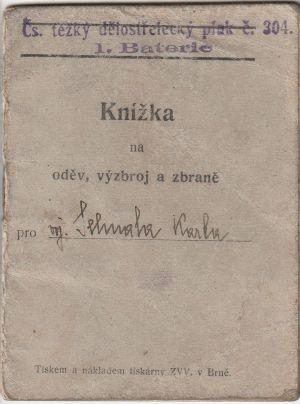 Čs. těžký dělostřelecký pluk č. 304.
1. Baterie
Knížka
na
oděv, výzbroj a zbraně
pro voj. Karla
Tiskem a nákladem tiskárny ZVV. v Brně.